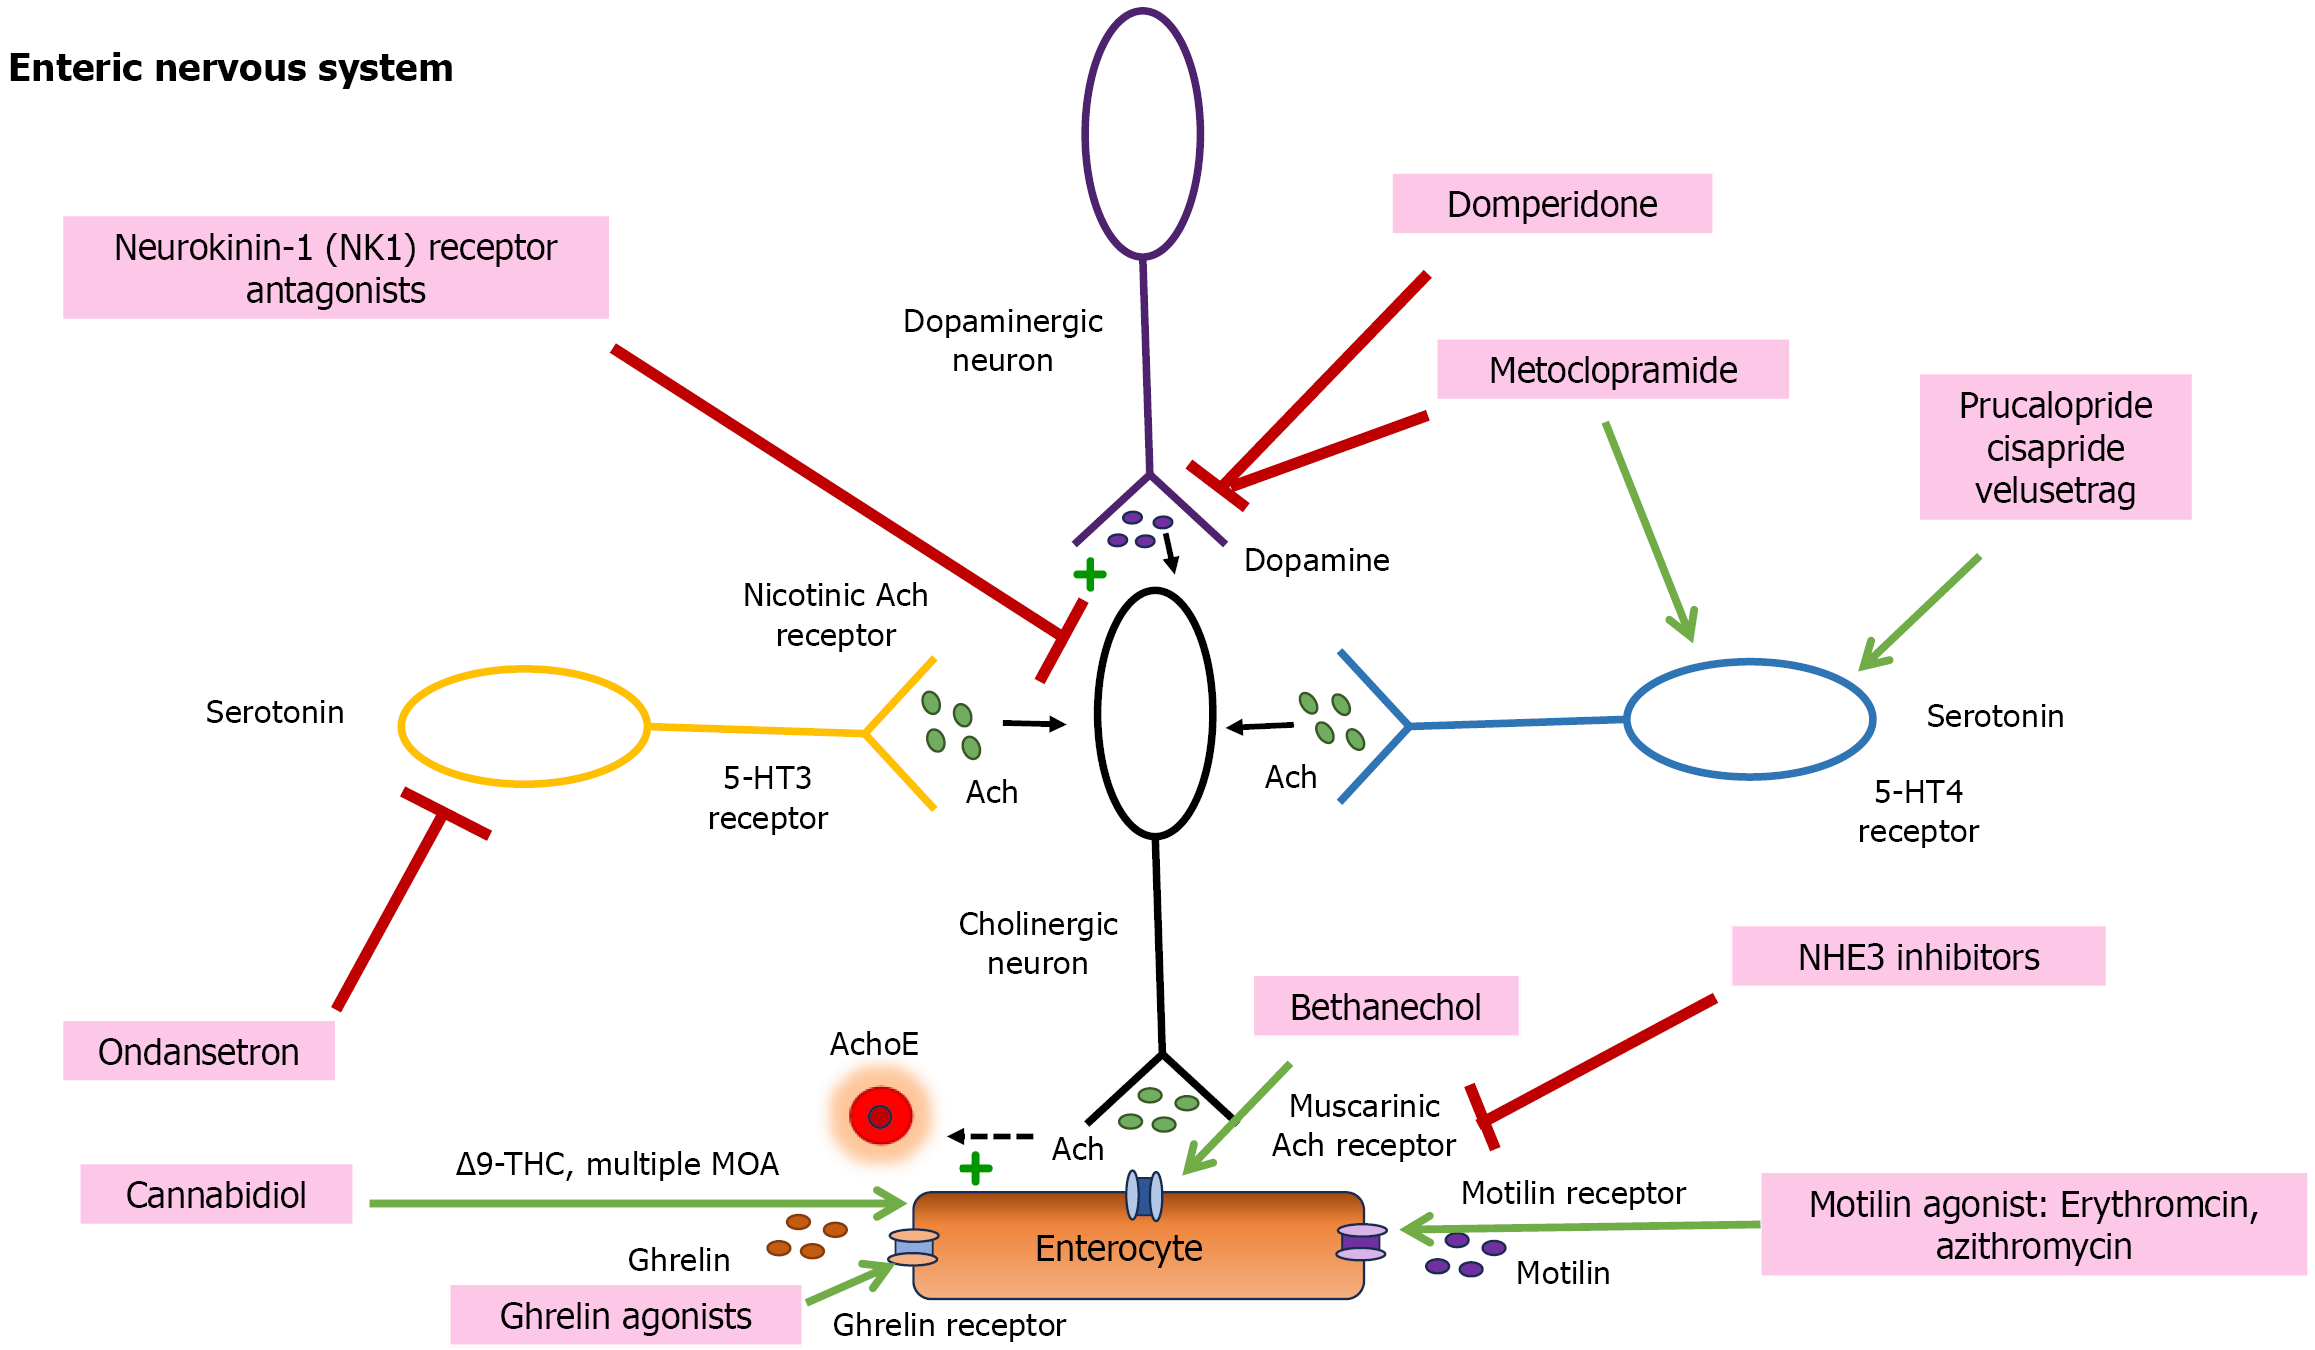 Enteric nervous system
Domperidone
Neurokinin-1 (NK1) receptor
antagonists
Dopaminergic
neuron
Metoclopramide
Prucalopride
cisapride
velusetrag
Dopamine
Nicotinic Ach
receptor
Serotonin
5-HT3
receptor
Ach
Ach
Serotonin
5-HT4
receptor
Cholinergic
neuron
NHE3 inhibitors
Bethanechol
Ondansetron
AchoE
Muscarinic
Ach receptor
Ach
Δ9-THC, multiple MOA
Cannabidiol
Motilin receptor
Motilin agonist: Erythromcin,
azithromycin
Ghrelin
Enterocyte
Motilin
Ghrelin agonists
Ghrelin receptor